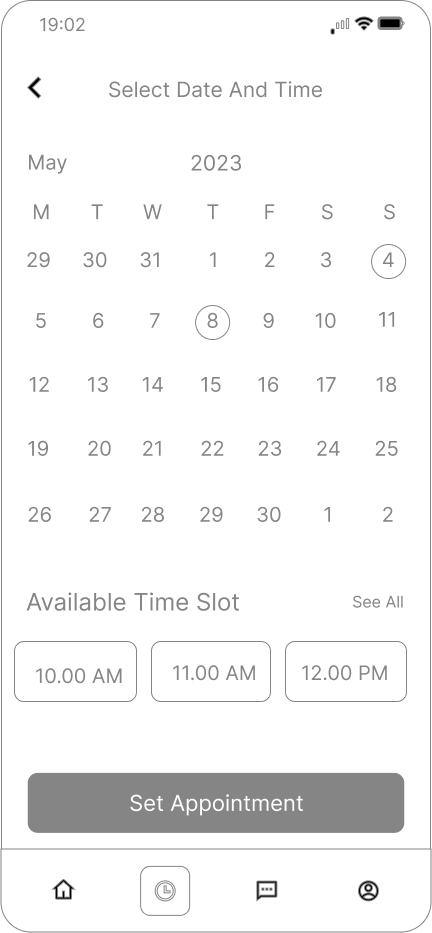 19:02
Select Date And Time
May 2023
M T W T F S S
29 30 31 1 2 3 4
5 6 7 8 9 10 11
12 13 14 15 16 17 18
19 20 21 22 23 24 25
26 27 28 29 30 1 2
Available Time Slot See All
10.00 AM 11.00 AM 12.00 PM
Set Appointment